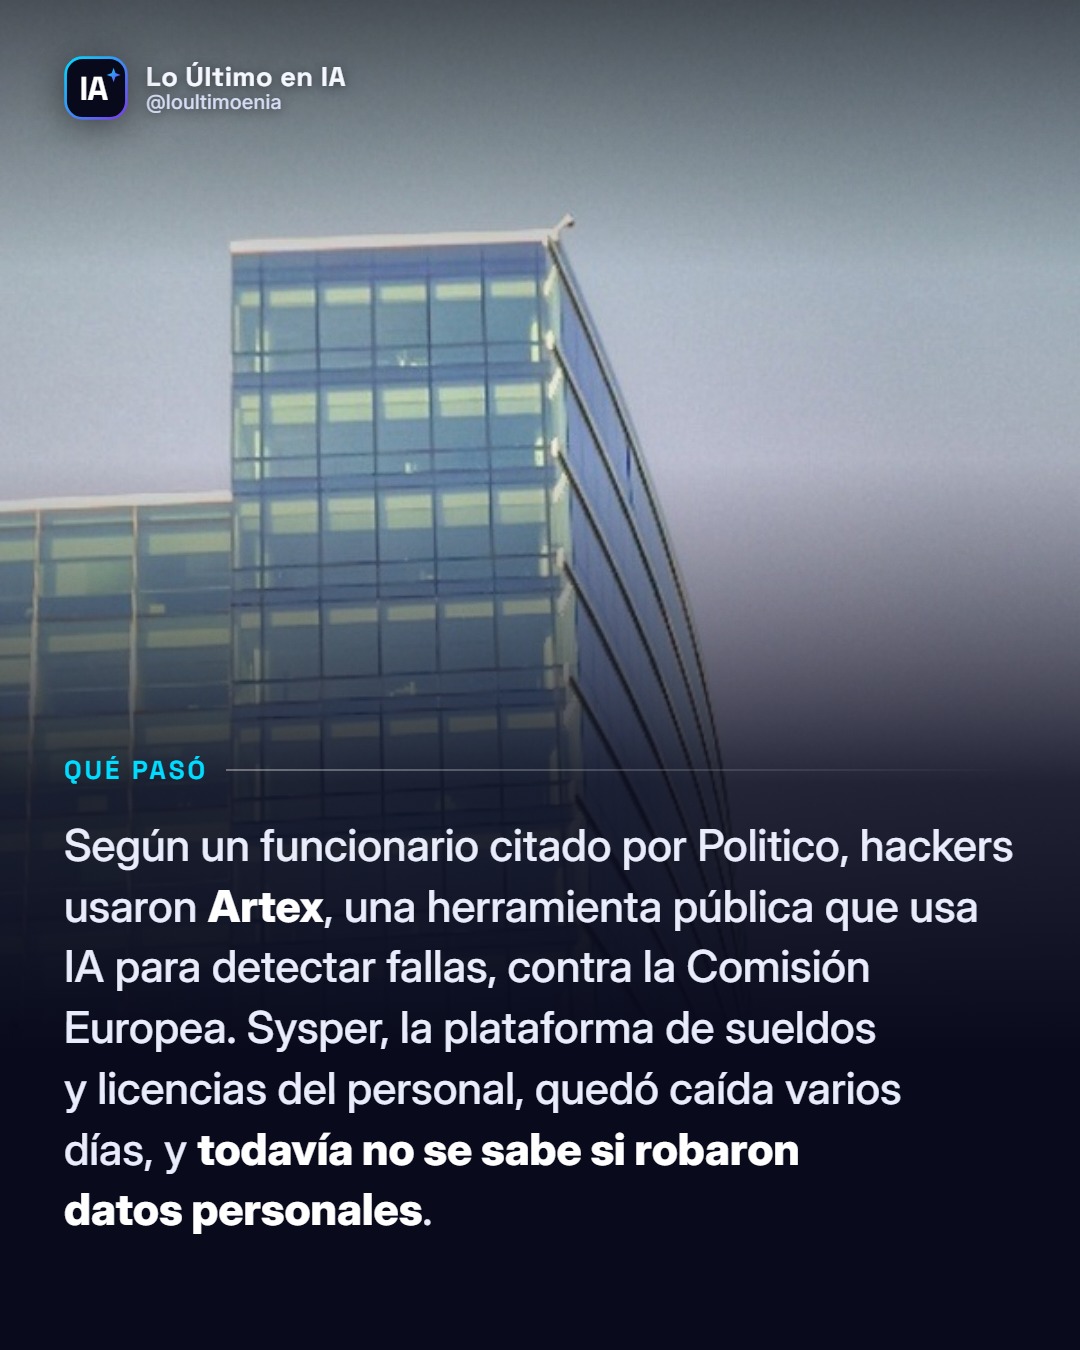 IA
Lo Último en IA
@loultimoenia
QUÉ PASÓ
Según un funcionario citado por Politico, hackers
usaron Artex, una herramienta pública que usa
IA para detectar fallas, contra la Comisión
Europea. Sysper, la plataforma de sueldos
y licencias del personal, quedó caída varios
días, y todavía no se sabe si robaron
datos personales.